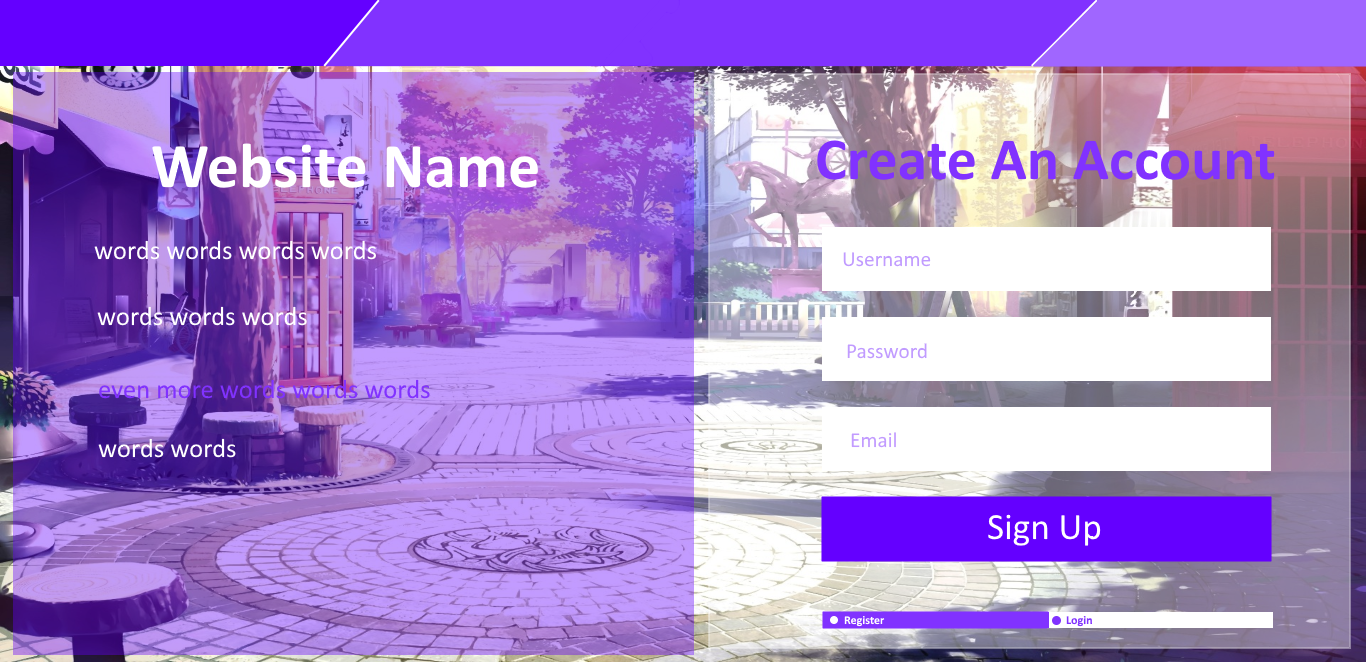 Website Name
words words words words
words words words
even more words words words
words words
Create An Account
Username
Password
Email
Sign Up
Register
Login